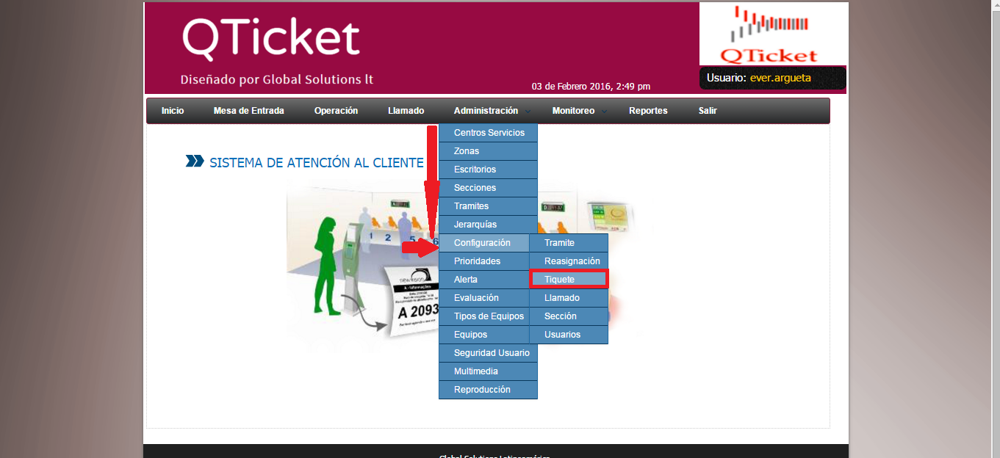 QTicket
Diseñado por Global Solutions lt
03 de Febrero 2016, 2:49 pm
QTicket
Usuario: ever.argueta
Inicio
Mesa de Entrada
Operación
Llamado
Administración
Monitoreo
Reportes
Salir
SISTEMA DE ATENCIÓN AL CLIENTE
Centros Servicios
Zonas
Escritorios
Secciones
Tramites
Jerarquías
Configuración
Prioridades
Alerta
Evaluación
Tipos de Equipos
Equipos
Seguridad Usuario
Multimedia
Reproducción
Tramite
Reasignación
Tiquete
Llamado
Sección
Usuarios
1 2 5 6
A 2093
Global Solutions Latinoamérica